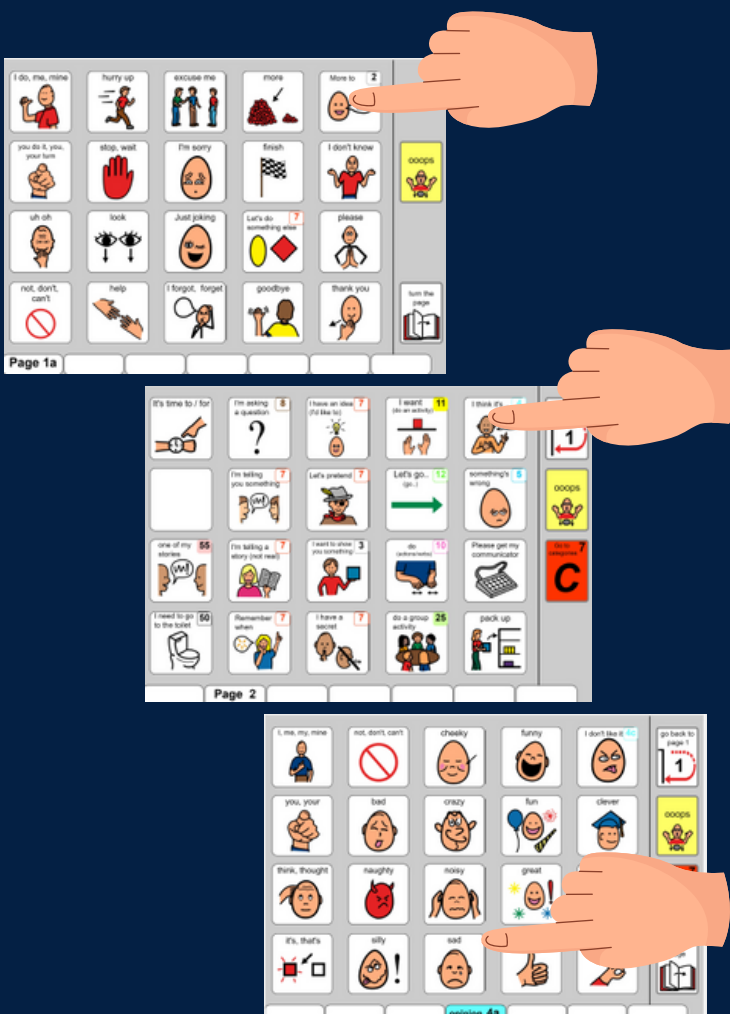 I do, me, mine
hurry up
excuse me
more
More to
2
you do it, you,
your turn
stop, wait
I'm sorry
finish
I don't know
ooops
uh oh
look
Just joking
Let's do
something else
7
please
not, don't,
can't
help
I forgot, forget
goodbye
thank you
turn the
page
Page 1a
It's time to / for
I'm asking
a question
8
I have an idea
(I'd like to)
7
I want
(do an activity)
11
I think it's
1
I'm telling
you something
7
Let's pretend
7
Let's go..
(go..)
12
something's
wrong
5
ooops
one of my
stories
55
I'm telling a
story (not real)
7
I want to show
you something
3
do
(actions/verbs)
10
Please get my
communicator
Go to
categories
7
C
I need to go
to the toilet
50
Remember
when
7
I have a
secret
7
do a group
activity
25
pack up
Page 2
I, me, my, mine
not, don't, can't
cheeky
funny
I don't like it
go back to
page 1
1
you, your
bad
crazy
fun
clever
ooops
think, thought
naughty
noisy
great
it's, that's
silly
!
sad
opinion 4a